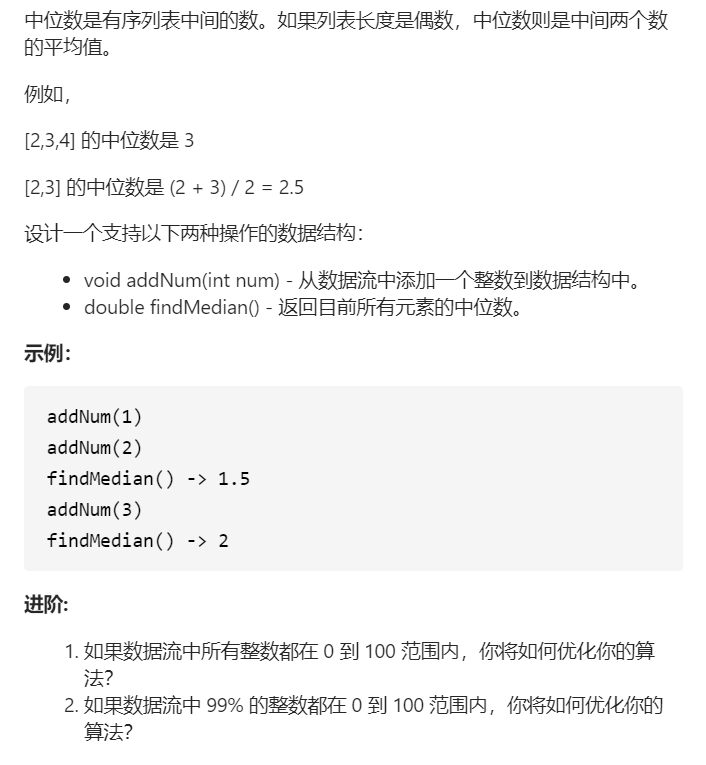 中位数是有序列表中间的数。如果列表长度是偶数，中位数则是中间两个数
的平均值。
例如，
[2,3,4] 的中位数是 3
[2,3] 的中位数是 (2 + 3) / 2 = 2.5
设计一个支持以下两种操作的数据结构：
• void addNum(int num) - 从数据流中添加一个整数到数据结构中。
• double findMedian() - 返回目前所有元素的中位数。
示例：
addNum(1)
addNum(2)
findMedian() -> 1.5
addNum(3)
findMedian() -> 2
进阶:
1. 如果数据流中所有整数都在 0 到 100 范围内，你将如何优化你的算
法？
2. 如果数据流中 99% 的整数都在 0 到 100 范围内，你将如何优化你的
算法？